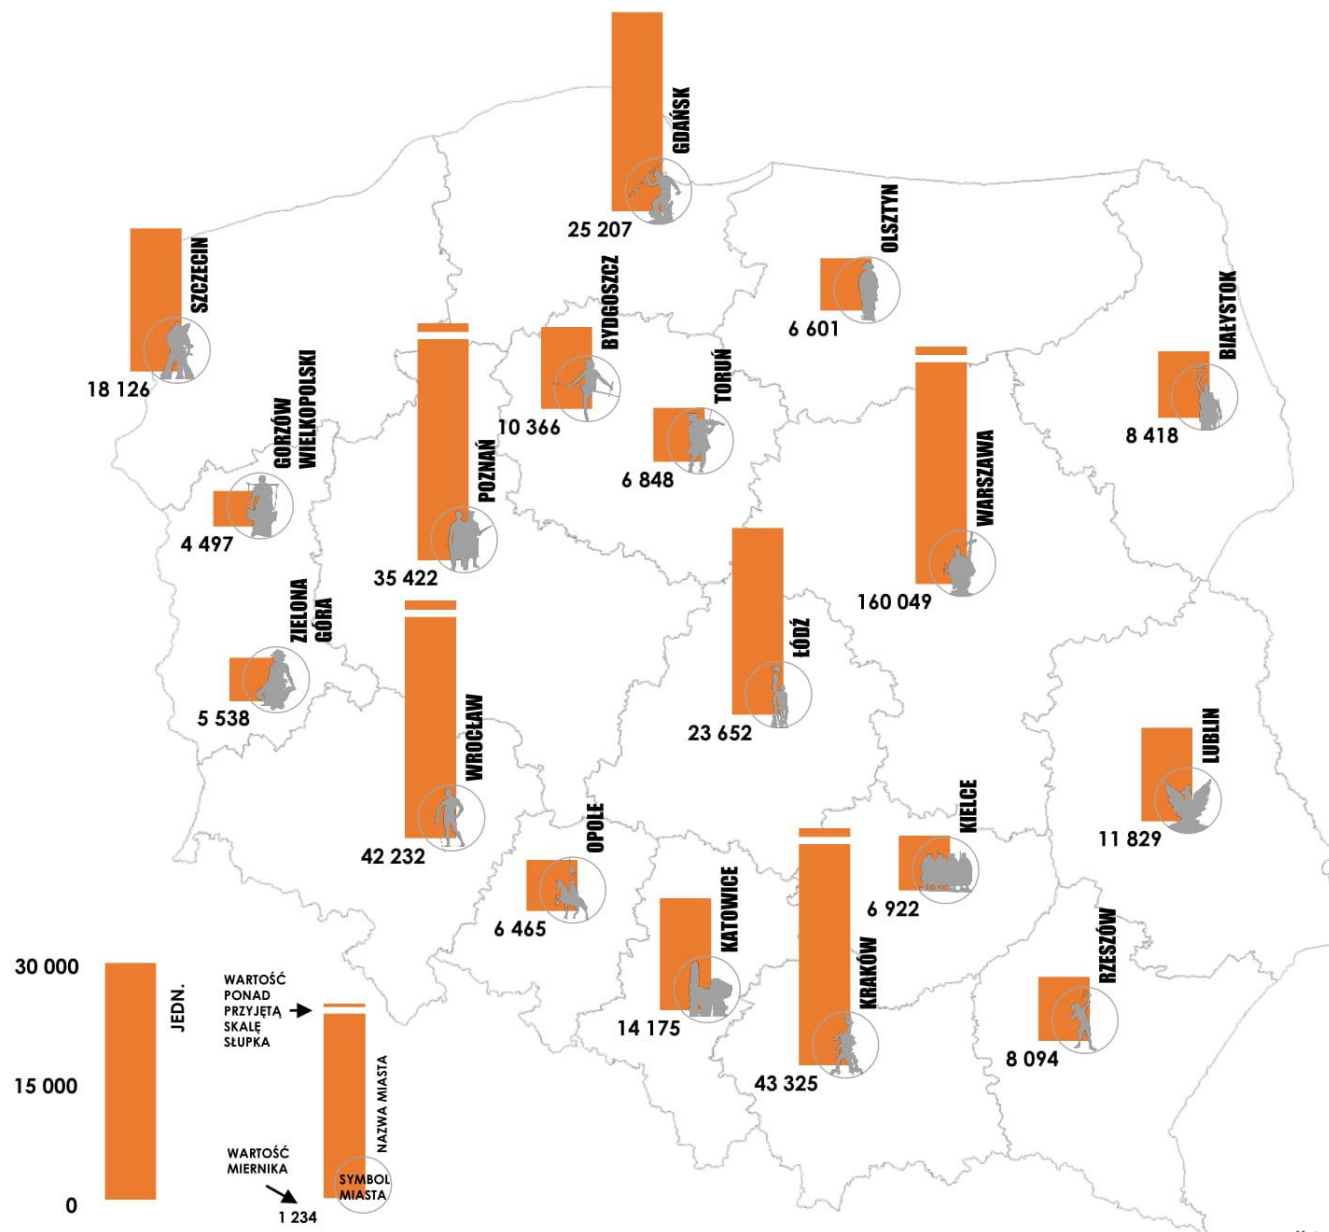 GDAŃSK
25 207
OLSZTYN
6 601
SZCZECIN
18 126
BYDGOSZCZ
10 366
BIAŁYSTOK
8 418
TORUŃ
6 848
GORZÓW
WIELKOPOLSKI
4 497
POZNAŃ
35 422
WARSZAWA
160 049
ZIELONA
GÓRA
5 538
ŁÓDŹ
23 652
WROCŁAW
42 232
LUBLIN
11 829
OPOLE
6 465
KIELCE
6 922
KATOWICE
14 175
KRAKÓW
43 325
RZESZÓW
8 094
30 000
15 000
0
JEDN.
WARTOŚĆ
PONAD
PRZYJĘTĄ
SKALĘ
SŁUPKA
NAZWA MIASTA
WARTOŚĆ
MIERNIKA
1 234
SYMBOL
MIASTA